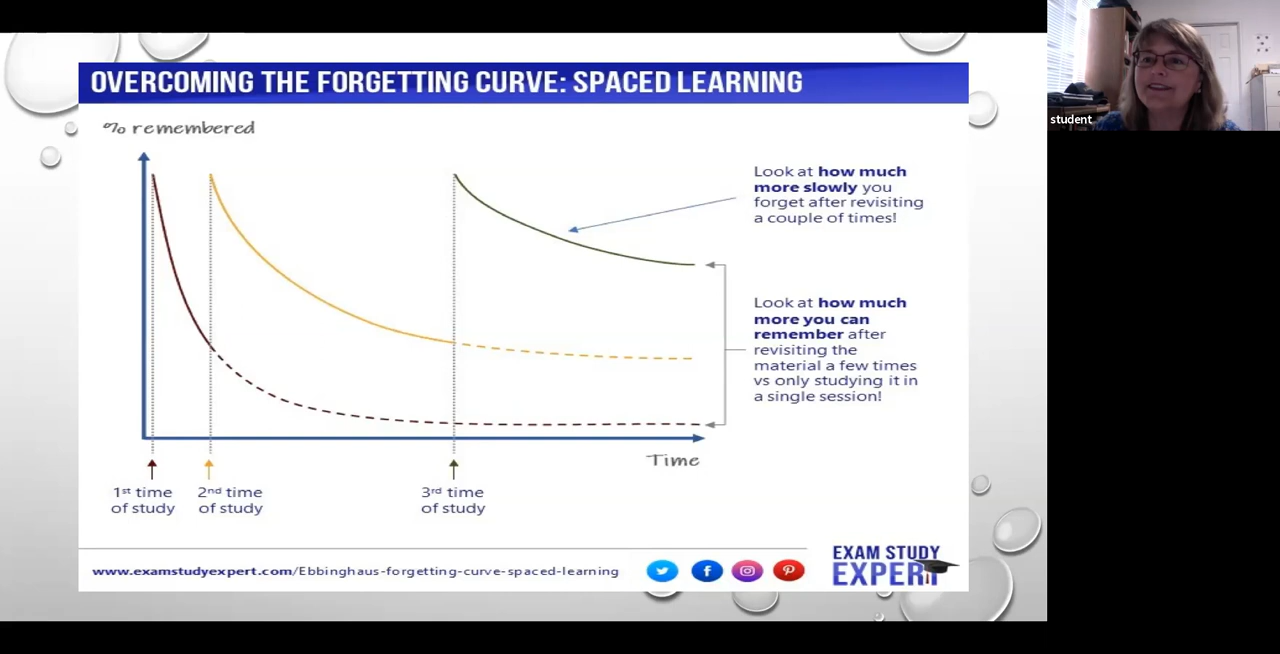 OVERCOMING THE FORGETTING CURVE: SPACED LEARNING
student
% remembered
Look at how much
more slowly you
forget after revisiting
a couple of times!
Look at how much
more you can
remember after
revisiting the
material a few times
vs only studying it in
a single session!
Time
1st time
of study
2nd time
of study
3rd time
of study
www.examstudyexpert.com/Ebbinghaus-forgetting-curve-spaced-learning
EXAM STUDY
EXPERT